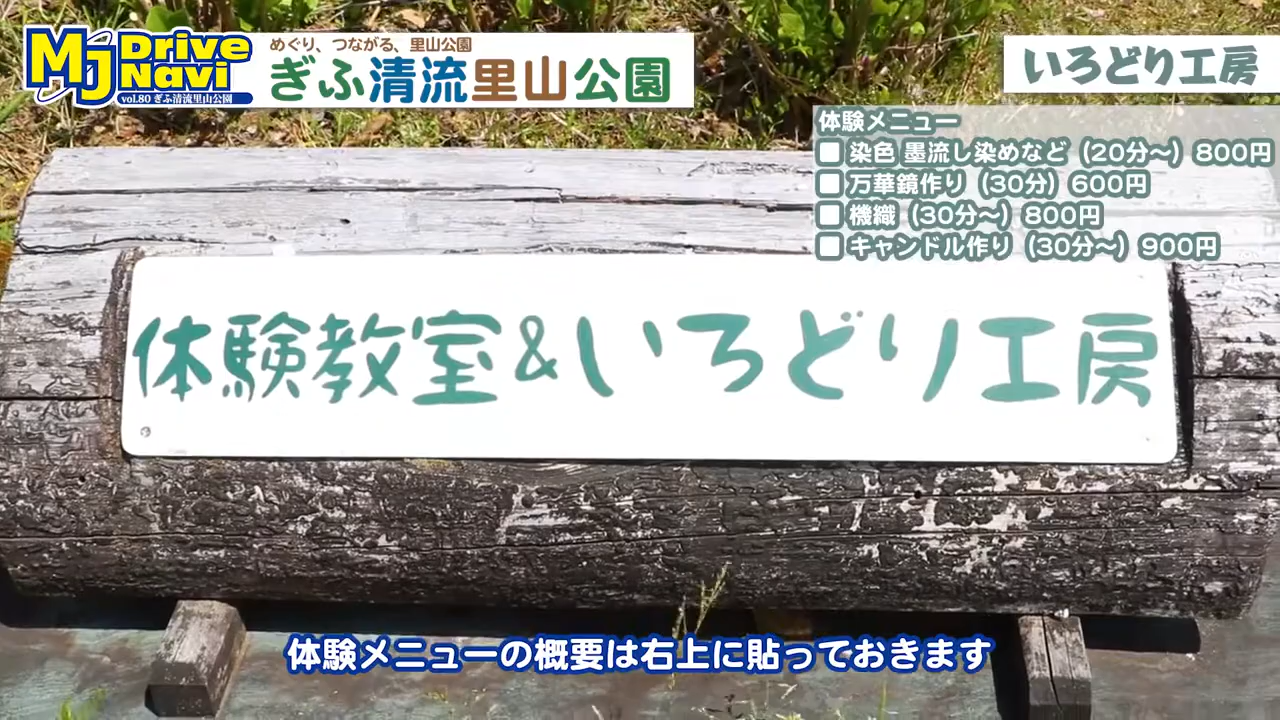 MJ Drive Navi
vol.80 ぎふ清流里山公園
めぐり、つながる、里山公園
ぎふ清流里山公園
いろどり工房
体験メニュー
■ 染色 墨流し染めなど（20分〜）800円
■ 万華鏡作り（30分）600円
■ 機織（30分〜）800円
■ キャンドル作り（30分〜）900円
体験教室&いろどり工房
体験メニューの概要は右上に貼っておきます